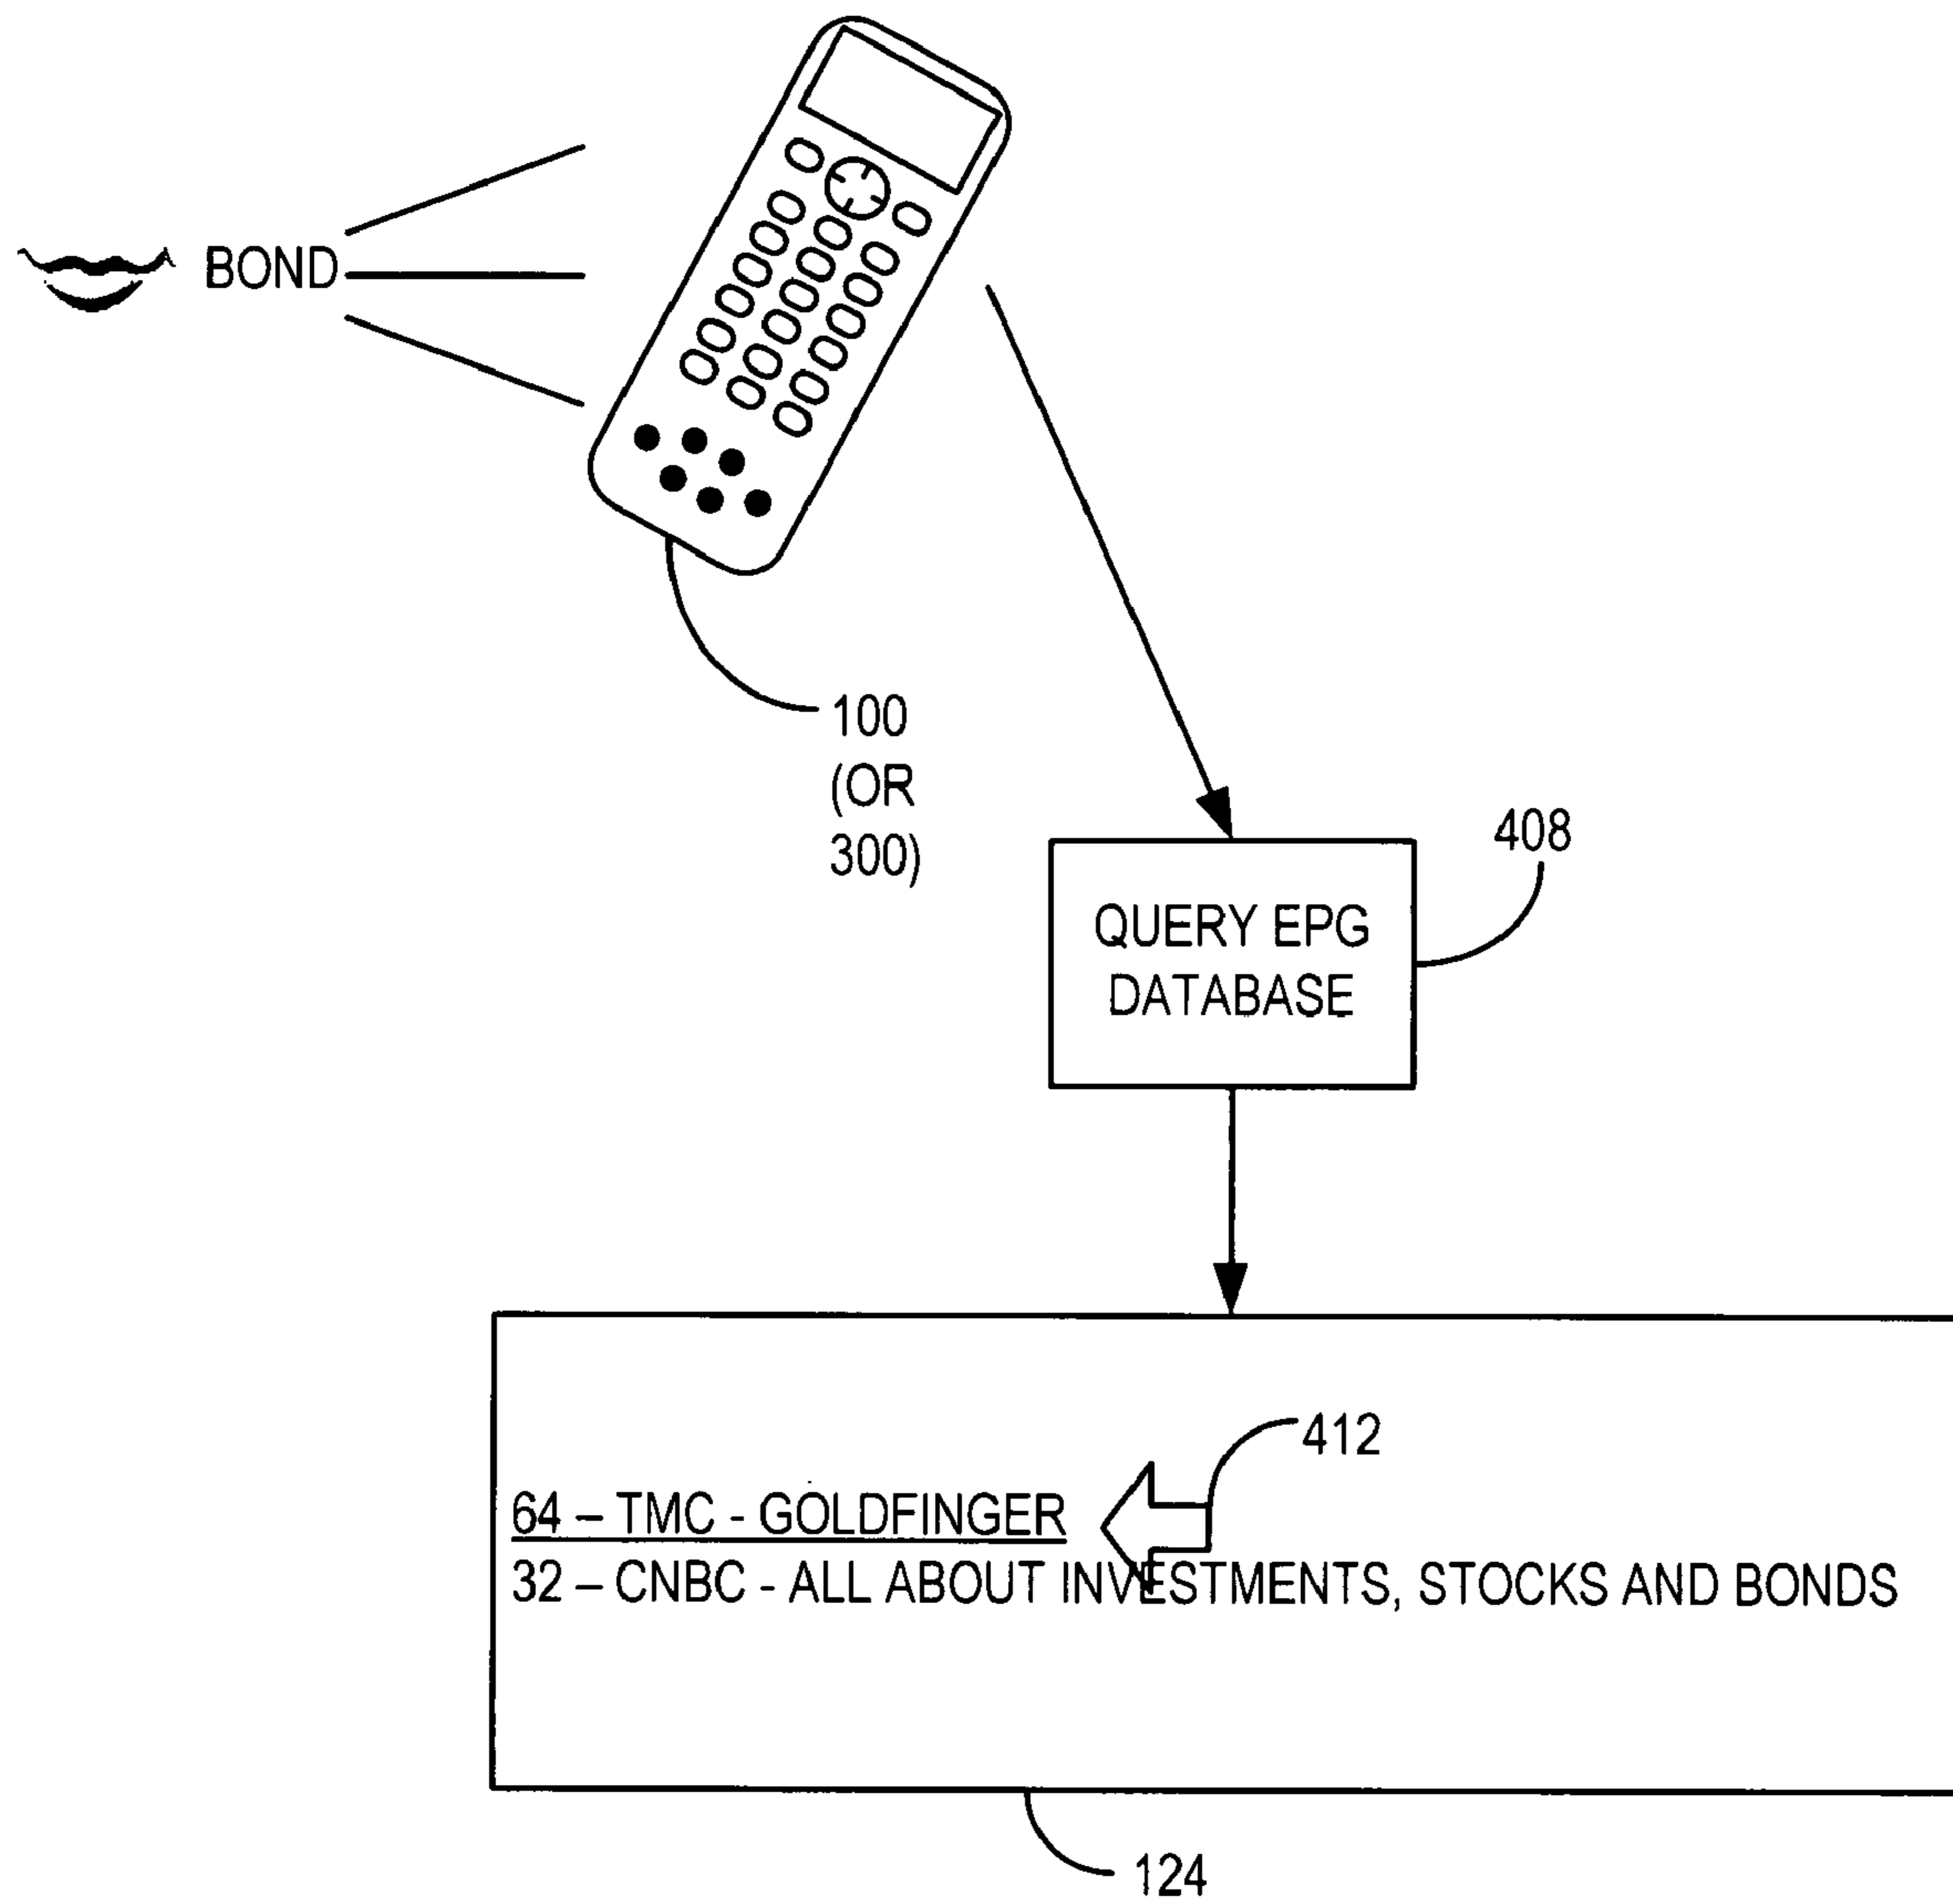 BOND
100
(OR
300)
408
QUERY EPG
DATABASE
412
64 – TMC - GOLDFINGER
32 – CNBC - ALL ABOUT INVESTMENTS, STOCKS AND BONDS
124